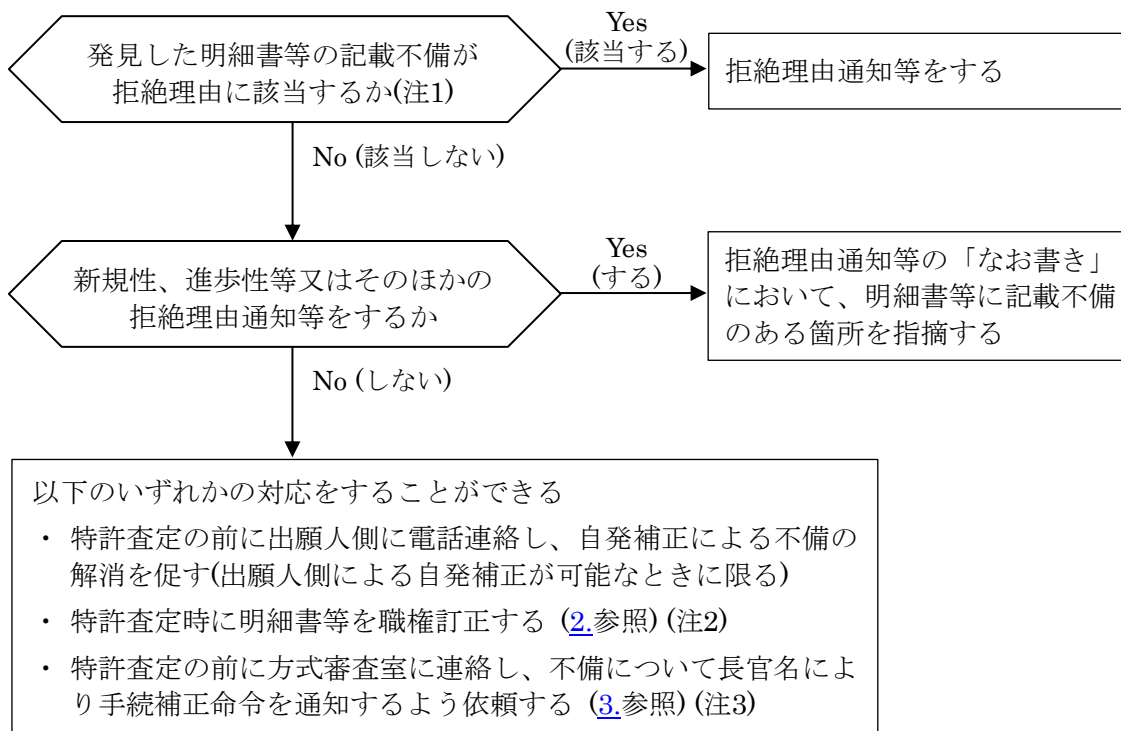 発見した明細書等の記載不備が
拒絶理由に該当するか(注1)
Yes
(該当する)
拒絶理由通知等をする
No (該当しない)
新規性、進歩性等又はそのほかの
拒絶理由通知等をするか
Yes
(する)
拒絶理由通知等の「なお書き」
において、明細書等に記載不備
のある箇所を指摘する
No (しない)
以下のいずれかの対応をすることができる
・ 特許査定の前に出願人側に電話連絡し、自発補正による不備の
解消を促す(出願人側による自発補正が可能なときに限る)
・ 特許査定時に明細書等を職権訂正する (2.参照) (注2)
・ 特許査定の前に方式審査室に連絡し、不備について長官名によ
り手続補正命令を通知するよう依頼する (3.参照) (注3)